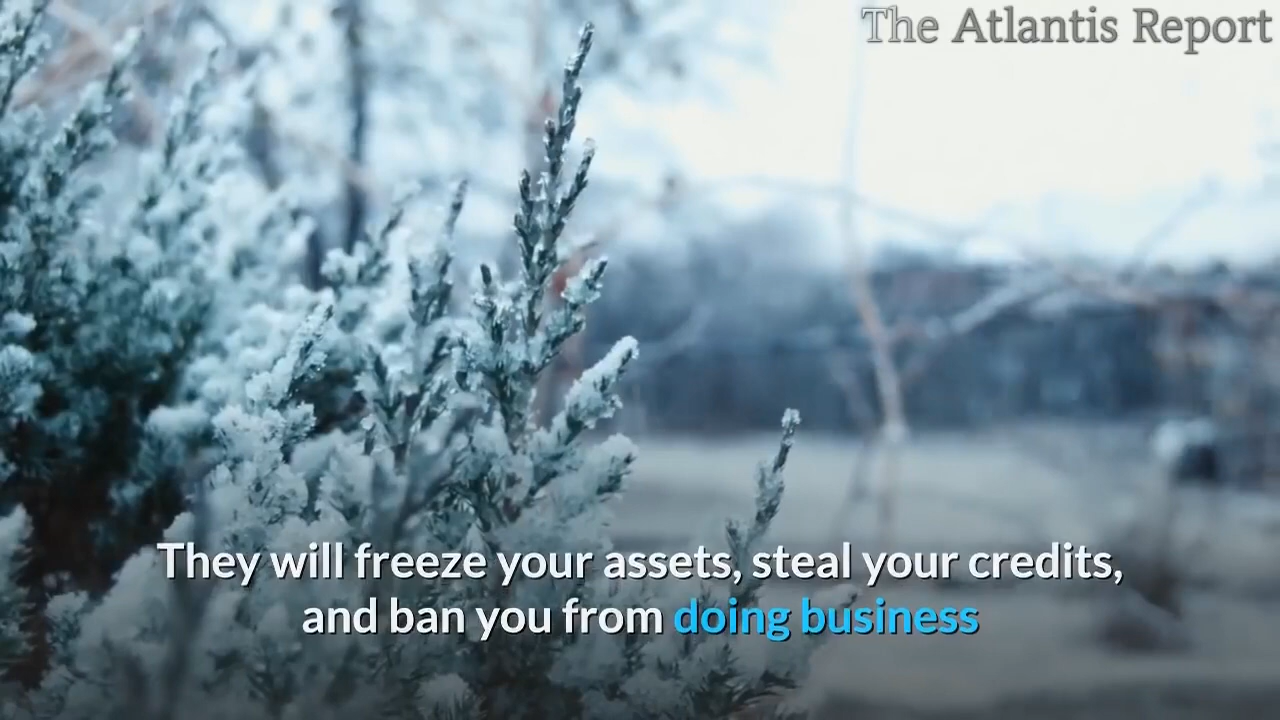 The Atlantis Report
They will freeze your assets, steal your credits,
and ban you from doing business